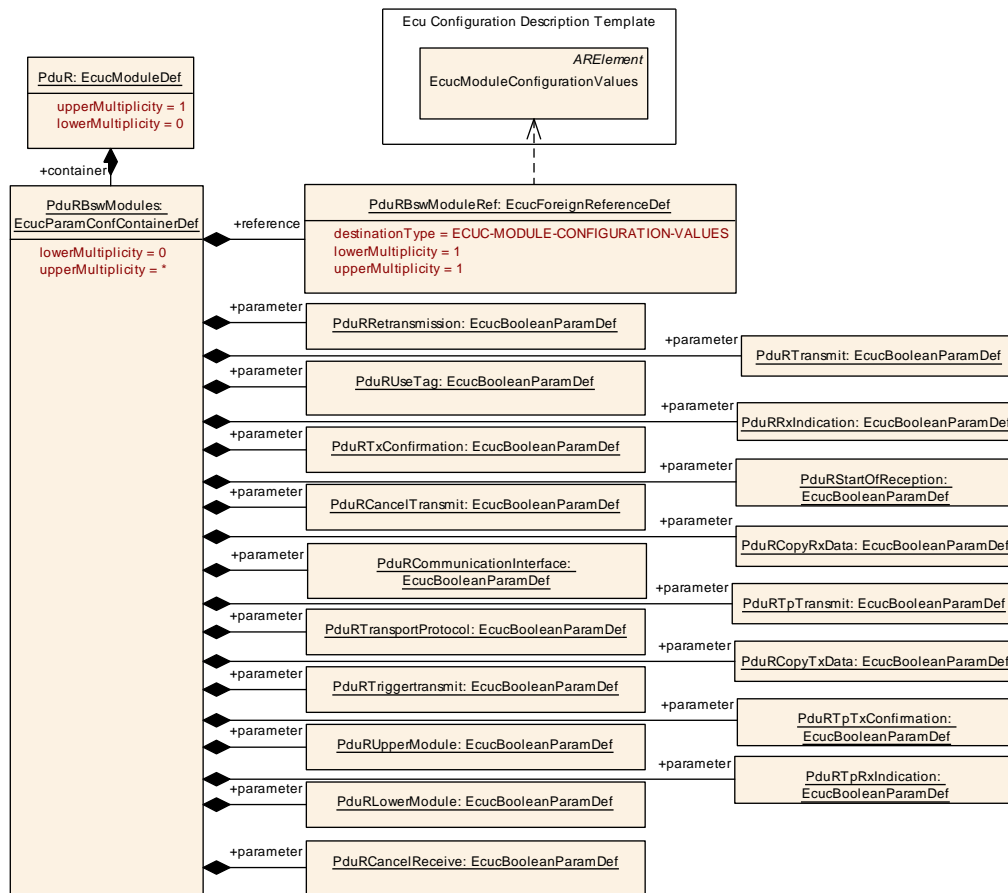 Ecu Configuration Description Template
ARElement
EcucModuleConfigurationValues
PduR: EcucModuleDef
upperMultiplicity = 1
lowerMultiplicity = 0
+container
PduRBswModules:
EcucParamConfContainerDef
lowerMultiplicity = 0
upperMultiplicity = *
+reference
PduRBswModuleRef: EcucForeignReferenceDef
destinationType = ECUC-MODULE-CONFIGURATION-VALUES
lowerMultiplicity = 1
upperMultiplicity = 1
+parameter
PduRRetransmission: EcucBooleanParamDef
+parameter
PduRTransmit: EcucBooleanParamDef
+parameter
PduRUseTag: EcucBooleanParamDef
+parameter
PduRRxIndication: EcucBooleanParamDef
+parameter
PduRTxConfirmation: EcucBooleanParamDef
+parameter
PduRStartOfReception:
EcucBooleanParamDef
+parameter
PduRCancelTransmit: EcucBooleanParamDef
+parameter
PduRCopyRxData: EcucBooleanParamDef
+parameter
PduRCommunicationInterface:
EcucBooleanParamDef
+parameter
PduRTpTransmit: EcucBooleanParamDef
+parameter
PduRTransportProtocol: EcucBooleanParamDef
+parameter
PduRCopyTxData: EcucBooleanParamDef
+parameter
PduRTriggertransmit: EcucBooleanParamDef
+parameter
PduRTpTxConfirmation:
EcucBooleanParamDef
+parameter
PduRUpperModule: EcucBooleanParamDef
+parameter
PduRTpRxIndication:
EcucBooleanParamDef
+parameter
PduRLowerModule: EcucBooleanParamDef
+parameter
PduRCancelReceive: EcucBooleanParamDef